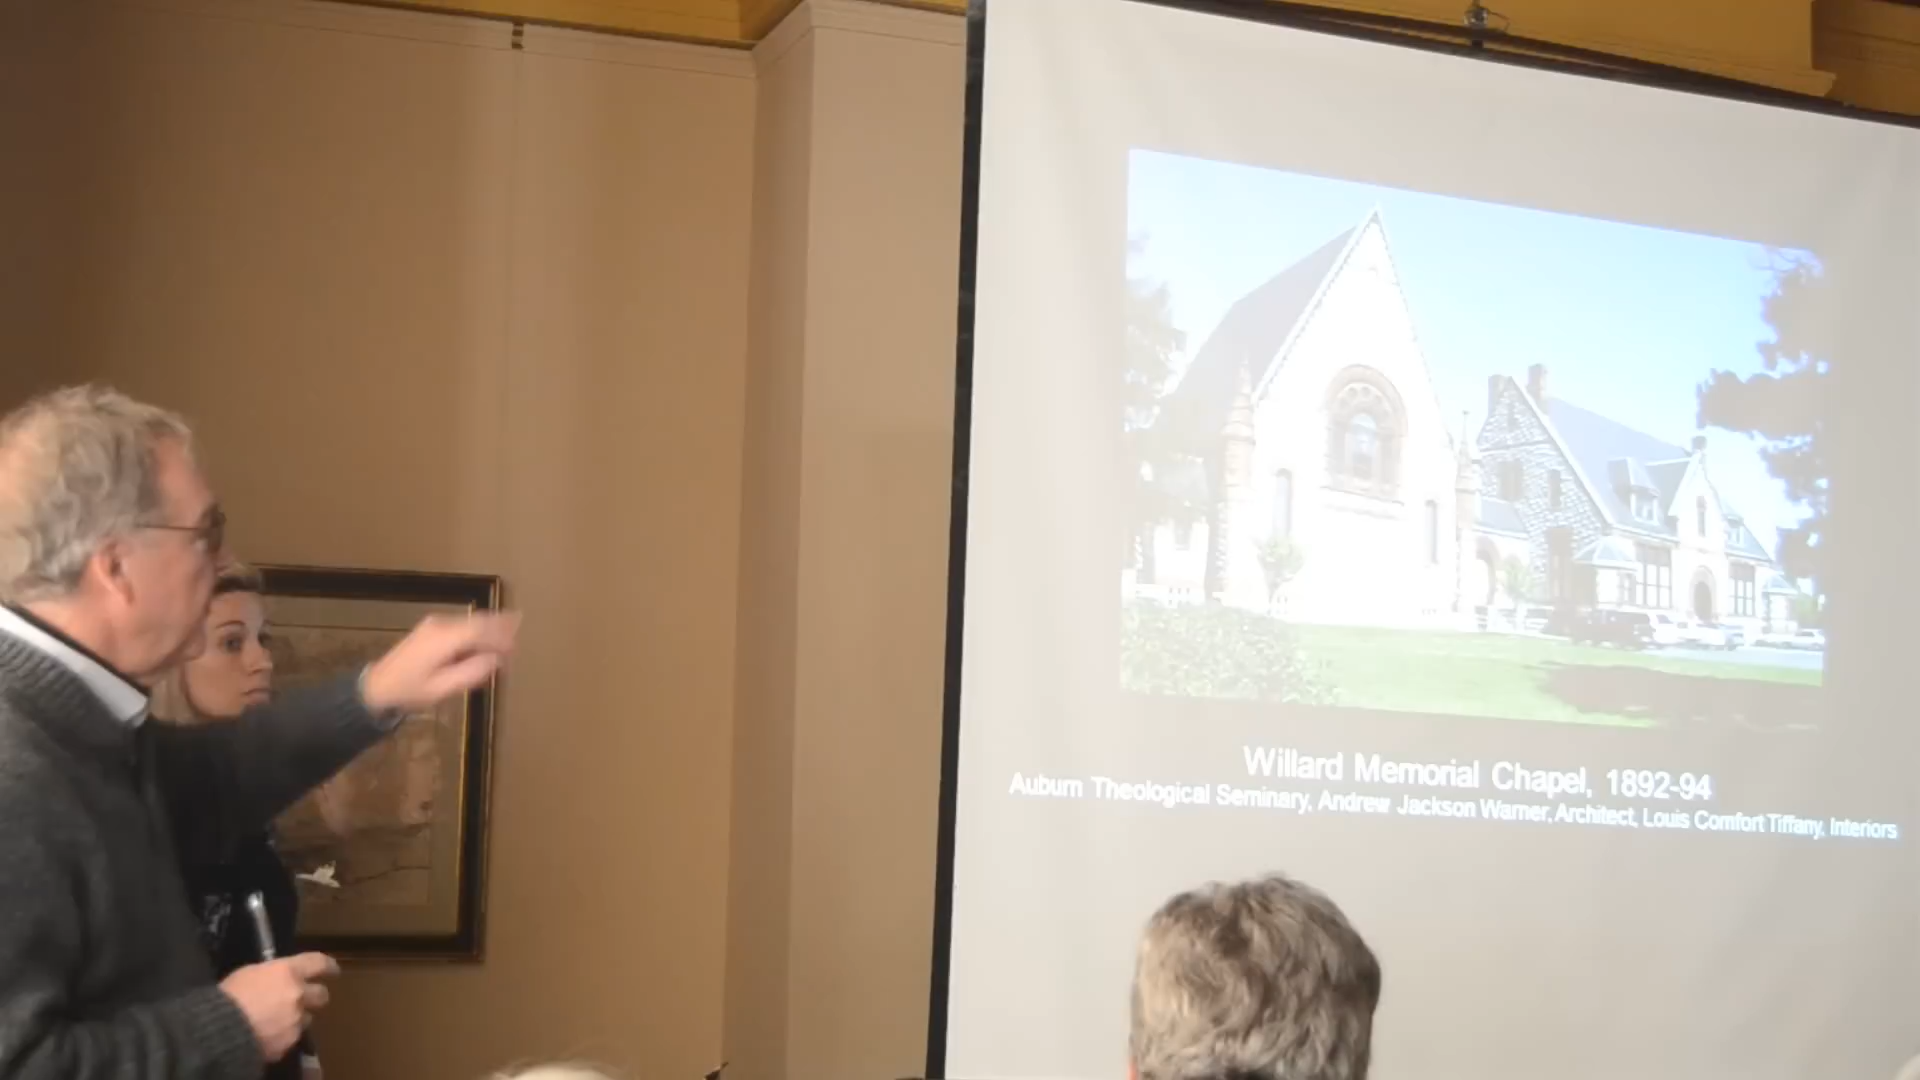 Willard Memorial Chapel, 1892-94
Auburn Theological Seminary, Andrew Jackson Warner, Architect, Louis Comfort Tiffany, Interiors